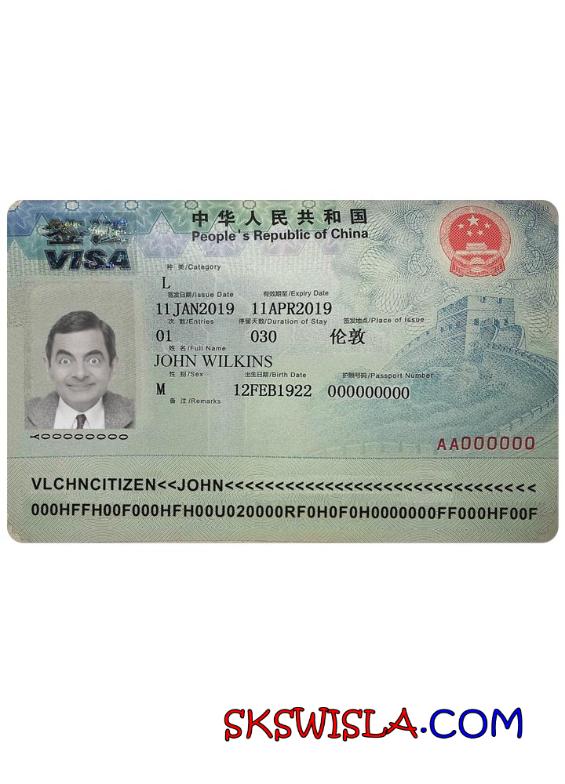 签证
VISA
中华人民共和国
People's Republic of China
种 类/Category
L
签发日期/Issue Date 有效期至/Expiry Date
11JAN2019 11APR2019
次 数/Entries 停留天数/Duration of Stay 签发地点/Place of Issue
01 030 伦敦
姓 名/Full Name
JOHN WILKINS
性 别/Sex 出生日期/Birth Date 护照号码/Passport Number
M 12FEB1922 000000000
备 注/Remarks
Y00000000
AA000000
VLCHNCITIZEN<<JOHN<<<<<<<<<<<<<<<<<<<<<<<<<<<<
000HFFH00F000HFH00U020000RF0H0F0H0000000FF000HF00F
SKSWISLA.COM